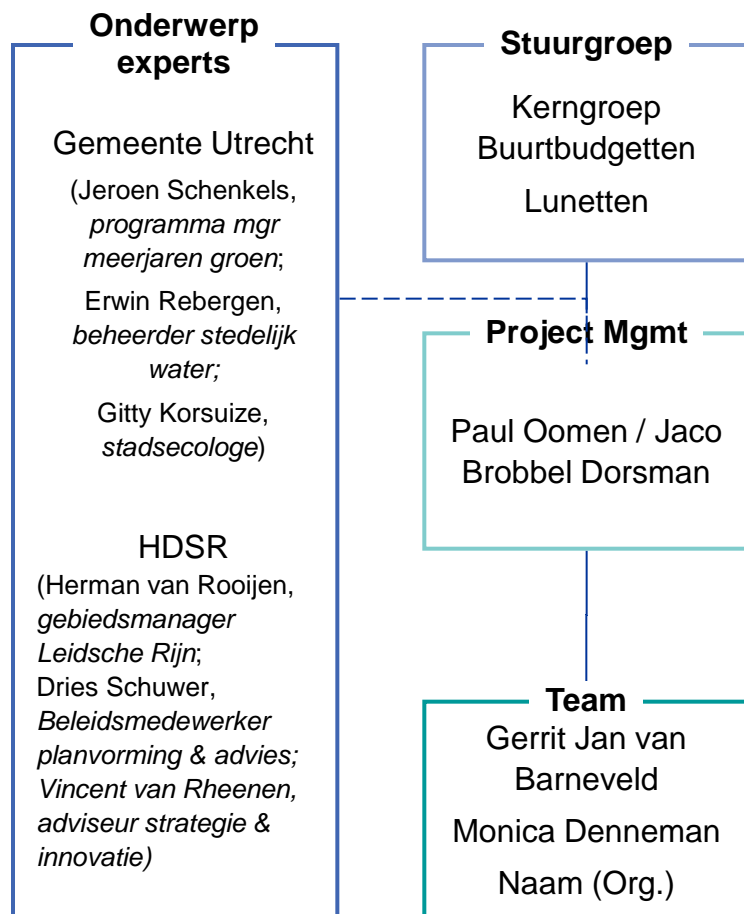 Onderwerp
experts
Gemeente Utrecht
(Jeroen Schenkels,
programma mgr
meerjaren groen;
Erwin Rebergen,
beheerder stedelijk
water;
Gitty Korsuize,
stadsecologe)
HDSR
(Herman van Rooijen,
gebiedsmanager
Leidsche Rijn;
Dries Schuwer,
Beleidsmedewerker
planvorming & advies;
Vincent van Rheenen,
adviseur strategie &
innovatie)
Stuurgroep
Kerngroep
Buurtbudgetten
Lunetten
Project Mgmt
Paul Oomen / Jaco
Brobbel Dorsman
Team
Gerrit Jan van
Barneveld
Monica Denneman
Naam (Org.)